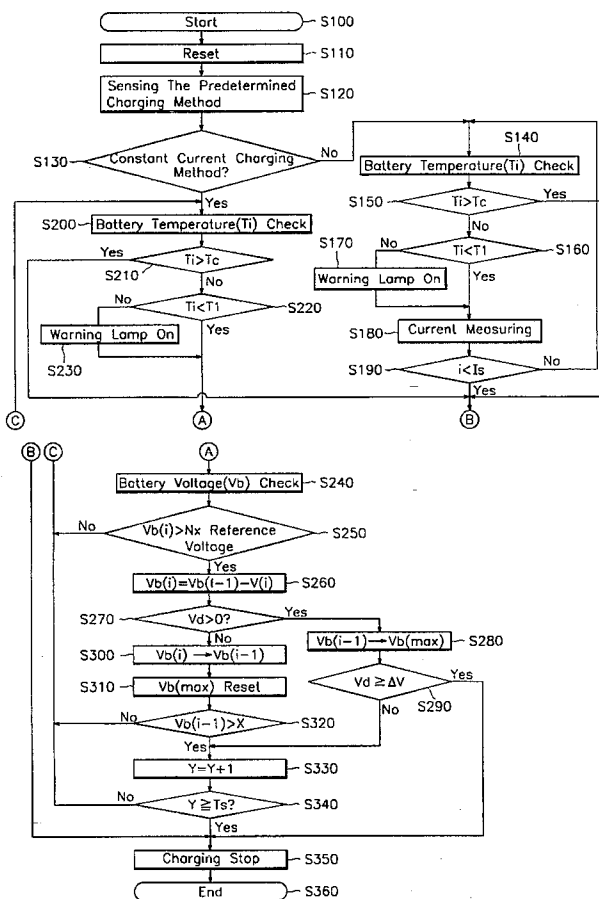 Start S100
Reset S110
Sensing The Predetermined
Charging Method S120
S130 Constant Current Charging
Method? No
Yes
S140
Battery Temperature(Ti) Check
S150 Ti>Tc Yes
No
S170 No Ti<T1 S160
Warning Lamp On Yes
S180 Current Measuring
S190 i<Is No
Yes
S200 Battery Temperature(Ti) Check
Yes Ti>Tc
S210
No
No Ti<T1 S220
Warning Lamp On Yes
S230
C A B
B C A
Battery Voltage(Vb) Check S240
No Vb(i)>Nx Reference
Voltage S250
Yes
Vb(i)=Vb(i-1)-V(i) S260
S270 Vd>0? Yes
No
Vb(i-1)→Vb(max) S280
S300 Vb(i)→Vb(i-1)
S310 Vb(max) Reset
Vd≧ΔV Yes
S290
No
No Vb(i-1)>X S320
Yes
Y=Y+1 S330
No Y≧Ts? S340
Yes
Charging Stop S350
End S360